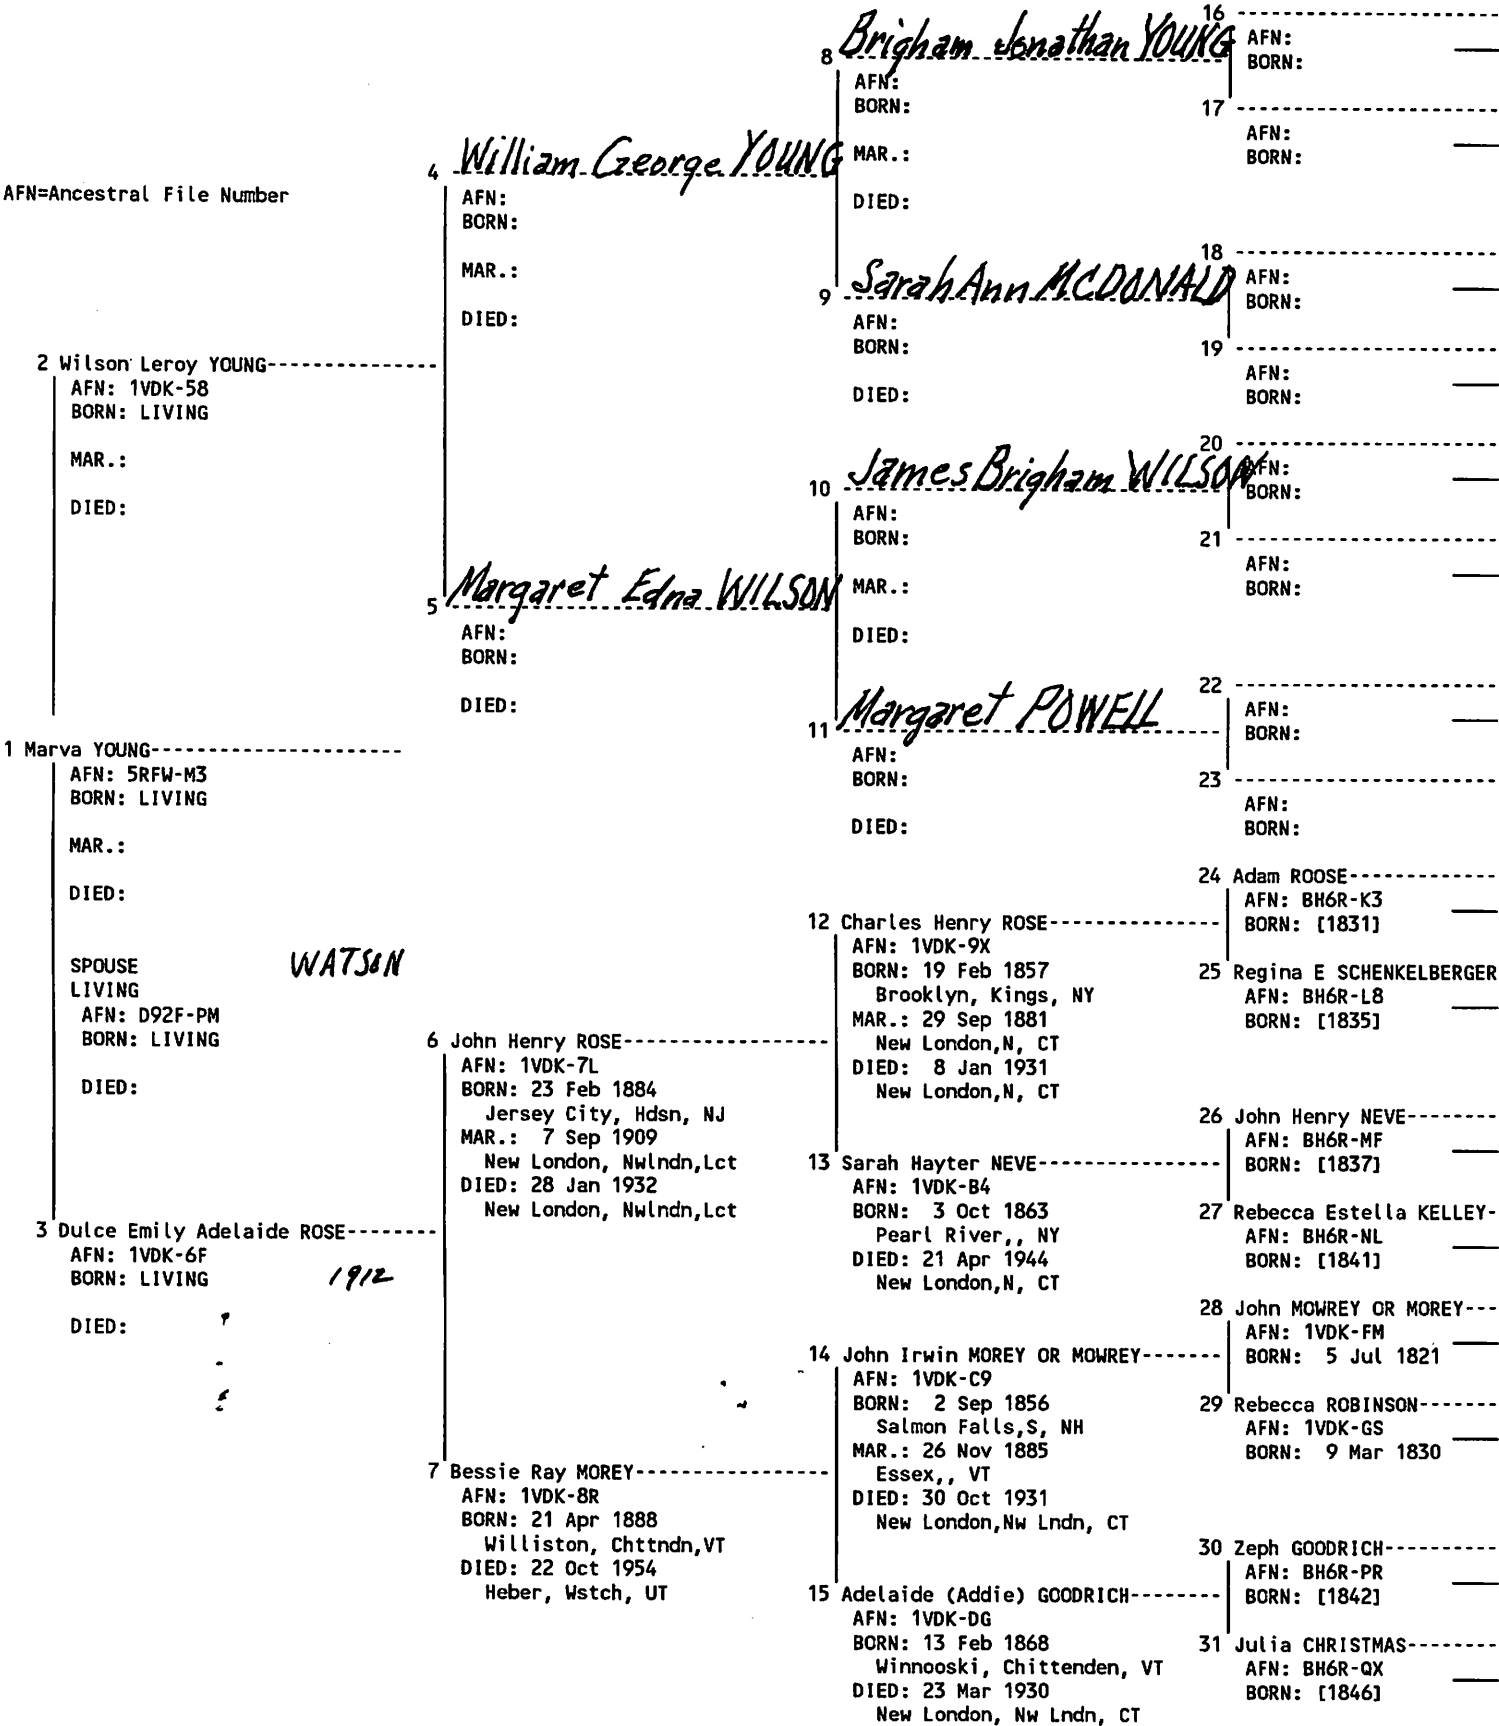 AFN=Ancestral File Number
2 Wilson Leroy YOUNG----------------
AFN: 1VDK-58
BORN: LIVING
MAR.:
DIED:
1 Marva YOUNG---------------------
AFN: 5RFW-M3
BORN: LIVING
MAR.:
DIED:
SPOUSE WATSON
LIVING
AFN: D92F-PM
BORN: LIVING
DIED:
3 Dulce Emily Adelaide ROSE--------
AFN: 1VDK-6F
BORN: LIVING 1912
DIED:
4 William George YOUNG
AFN:
BORN:
MAR.:
DIED:
5 Margaret Edna WILSON
AFN:
BORN:
DIED:
6 John Henry ROSE-----------------
AFN: 1VDK-7L
BORN: 23 Feb 1884
Jersey City, Hdsn, NJ
MAR.: 7 Sep 1909
New London, Nwlndn,Lct
DIED: 28 Jan 1932
New London, Nwlndn,Lct
7 Bessie Ray MOREY----------------
AFN: 1VDK-8R
BORN: 21 Apr 1888
Williston, Chttndn,VT
DIED: 22 Oct 1954
Heber, Wstch, UT
8 Brigham Jonathan YOUNG
AFN:
BORN:
MAR.:
DIED:
9 Sarah Ann MCDONALD
AFN:
BORN:
DIED:
10 James Brigham WILSON
AFN:
BORN:
MAR.:
DIED:
11 Margaret POWELL
AFN:
BORN:
DIED:
12 Charles Henry ROSE--------------
AFN: 1VDK-9X
BORN: 19 Feb 1857
Brooklyn, Kings, NY
MAR.: 29 Sep 1881
New London,N, CT
DIED: 8 Jan 1931
New London,N, CT
13 Sarah Hayter NEVE---------------
AFN: 1VDK-B4
BORN: 3 Oct 1863
Pearl River,, NY
DIED: 21 Apr 1944
New London,N, CT
14 John Irwin MOREY OR MOWREY-------
AFN: 1VDK-C9
BORN: 2 Sep 1856
Salmon Falls,S, NH
MAR.: 26 Nov 1885
Essex,, VT
DIED: 30 Oct 1931
New London,Nw Lndn, CT
15 Adelaide (Addie) GOODRICH--------
AFN: 1VDK-DG
BORN: 13 Feb 1868
Winnooski, Chittenden, VT
DIED: 23 Mar 1930
New London, Nw Lndn, CT
16 ----------------------
AFN:
BORN:
17 ----------------------
AFN:
BORN:
18 ----------------------
AFN:
BORN:
19 ----------------------
AFN:
BORN:
20 ----------------------
AFN:
BORN:
21 ----------------------
AFN:
BORN:
22 ----------------------
AFN:
BORN:
23 ----------------------
AFN:
BORN:
24 Adam ROOSE------------
AFN: BH6R-K3
BORN: [1831]
25 Regina E SCHENKELBERGER
AFN: BH6R-L8
BORN: [1835]
26 John Henry NEVE--------
AFN: BH6R-MF
BORN: [1837]
27 Rebecca Estella KELLEY-
AFN: BH6R-NL
BORN: [1841]
28 John MOWREY OR MOREY---
AFN: 1VDK-FM
BORN: 5 Jul 1821
29 Rebecca ROBINSON-------
AFN: 1VDK-GS
BORN: 9 Mar 1830
30 Zeph GOODRICH----------
AFN: BH6R-PR
BORN: [1842]
31 Julia CHRISTMAS--------
AFN: BH6R-QX
BORN: [1846]